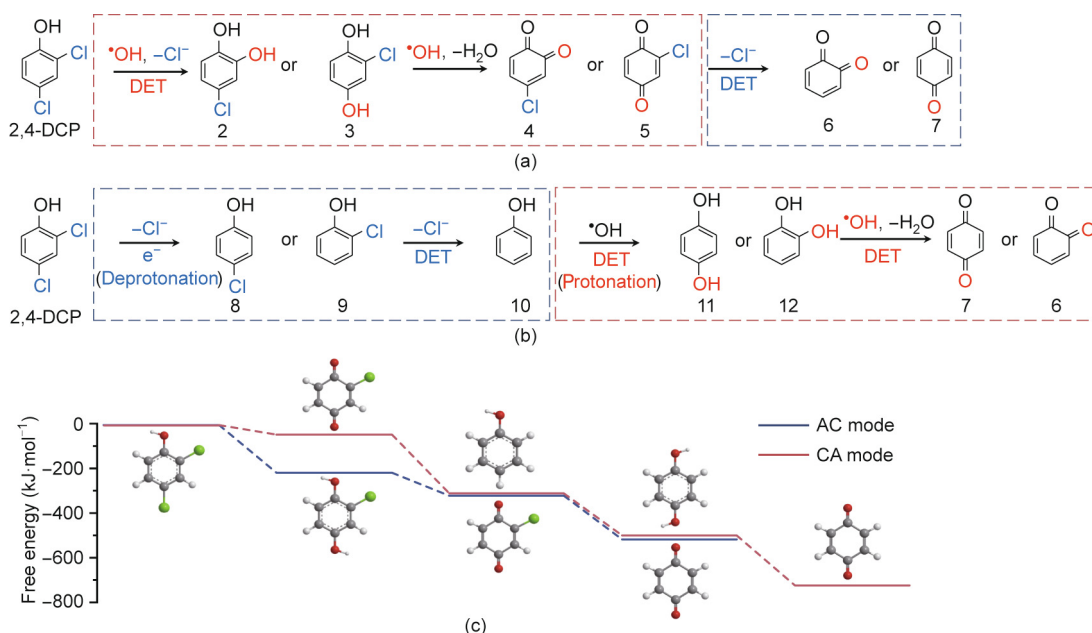 OH
Cl
Cl
2,4-DCP
•OH, –Cl⁻
DET
OH
OH
Cl
2
or
OH
Cl
OH
3
•OH, –H₂O
DET
O
O
Cl
4
or
O
Cl
O
5
–Cl⁻
DET
O
O
6
or
O
O
7
(a)
OH
Cl
Cl
2,4-DCP
–Cl⁻
e⁻
(Deprotonation)
OH
Cl
8
or
OH
Cl
9
–Cl⁻
DET
OH
10
•OH
DET
(Protonation)
OH
OH
11
or
OH
OH
12
•OH, –H₂O
DET
O
O
7
or
O
O
6
(b)
Free energy (kJ·mol⁻¹)
0
–200
–400
–600
–800
AC mode
CA mode
(c)